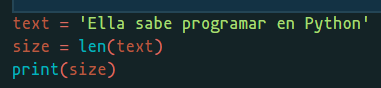 text = 'Ella sabe programar en Python'
size = len(text)
print(size)